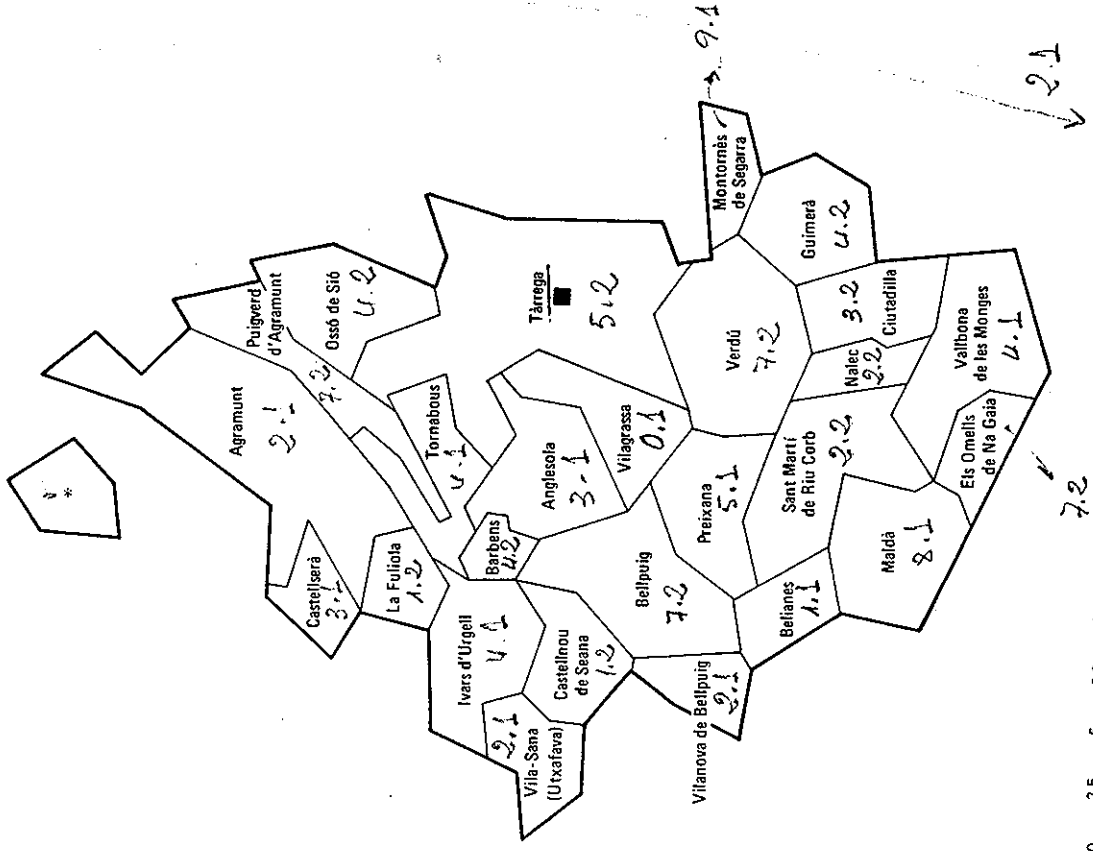 *
Agramunt
2.1
Puigverd
d'Agramunt
7.2
Ossó de Sió
4.2
Castellserà
3.1
La Fuliola
1.2
Tornabous
4.1
Tàrrega
5.2
Barbens
4.2
Anglesola
3-1
Vilagrassa
0.1
Ivars d'Urgell
4.1
Castellnou
de Seana
1.2
2.1
Vila-Sana
(Utxafava)
Bellpuig
7.2
Vilanova de Bellpuig
2.1
Preixana
5.1
Verdú
7.2
Montornès
de Segarra
9.1
Guimerà
4.2
3.2
Ciutadilla
Nalec
2.2
Sant Martí
de Riu Corb
2.2
Belianes
1.1
Maldà
8.1
Vallbona
de les Monges
4.1
Els Omells
de Na Gaia
7.2
2.1